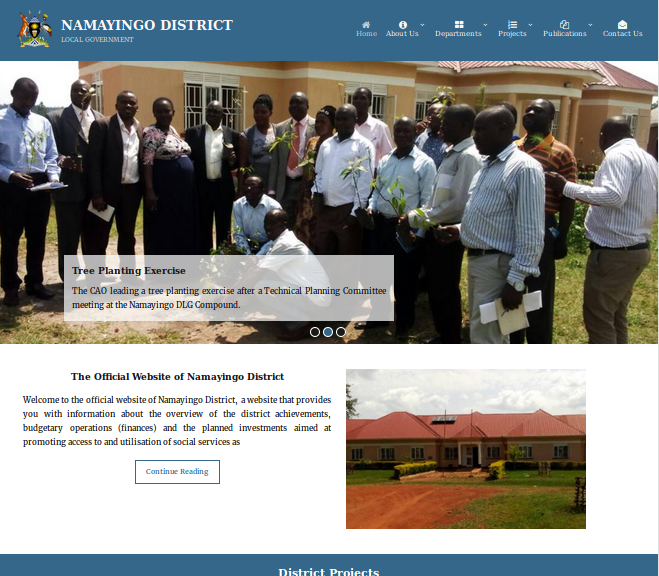 NAMAYINGO DISTRICT
LOCAL GOVERNMENT
Home
About Us
Departments
Projects
Publications
Contact Us
Tree Planting Exercise
The CAO leading a tree planting exercise after a Technical Planning Committee
meeting at the Namayingo DLG Compound.
The Official Website of Namayingo District
Welcome to the official website of Namayingo District, a website that provides
you with information about the overview of the district achievements,
budgetary operations (finances) and the planned investments aimed at
promoting access to and utilisation of social services as
Continue Reading
District Projects